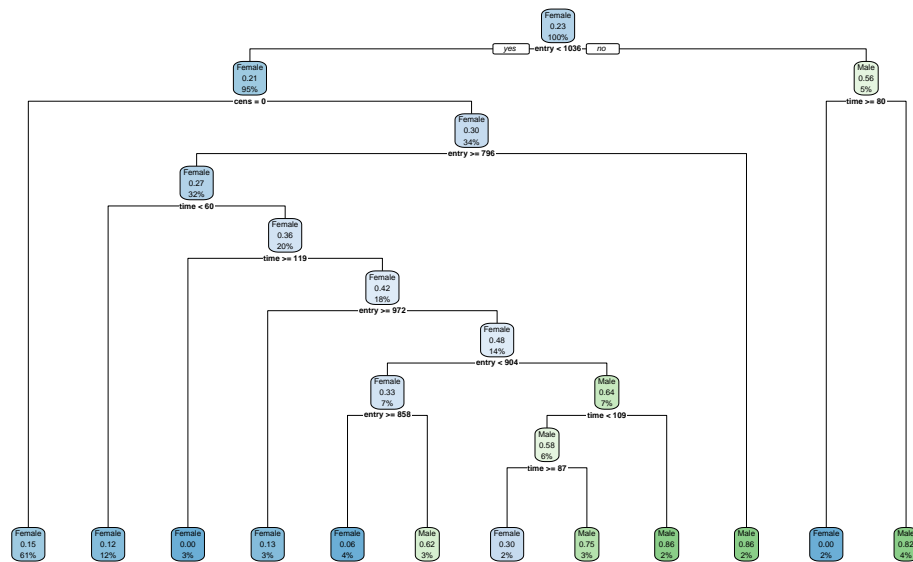 Female
0.23
100%
yes entry < 1036 no
Female
0.21
95%
Male
0.56
5%
cens = 0
time >= 80
Female
0.30
34%
entry >= 796
Female
0.27
32%
time < 60
Female
0.36
20%
time >= 119
Female
0.42
18%
entry >= 972
Female
0.48
14%
entry < 904
Female
0.33
7%
Male
0.64
7%
entry >= 858
time < 109
Male
0.58
6%
time >= 87
Female
0.15
61%
Female
0.12
12%
Female
0.00
3%
Female
0.13
3%
Female
0.06
4%
Male
0.62
3%
Female
0.30
2%
Male
0.75
3%
Male
0.86
2%
Male
0.86
2%
Female
0.00
2%
Male
0.82
4%